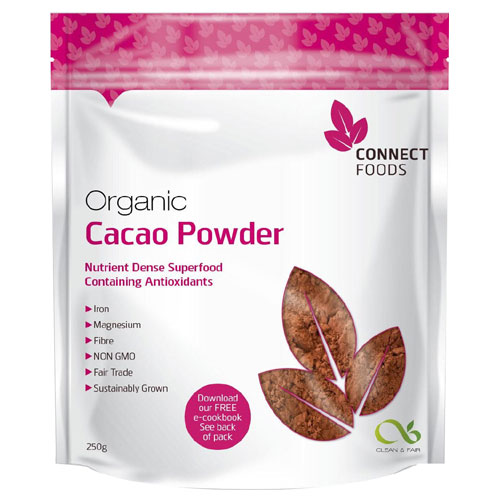 CONNECT
FOODS
Organic
Cacao Powder
Nutrient Dense Superfood
Containing Antioxidants
Iron
Magnesium
Fibre
NON GMO
Fair Trade
Sustainably Grown
Download
our FREE
e-cookbook
See back
of pack
250g
CLEAN & FAIR